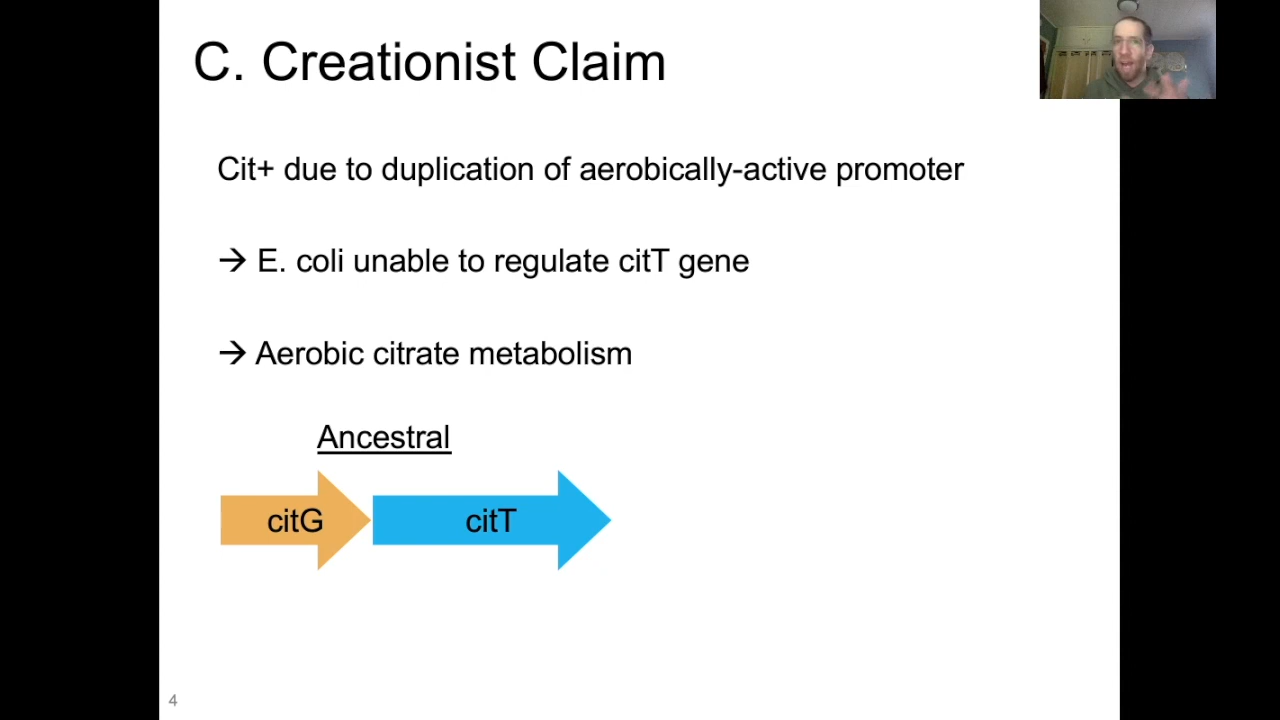 C. Creationist Claim
Cit+ due to duplication of aerobically-active promoter
→ E. coli unable to regulate citT gene
→ Aerobic citrate metabolism
Ancestral
citG citT
4